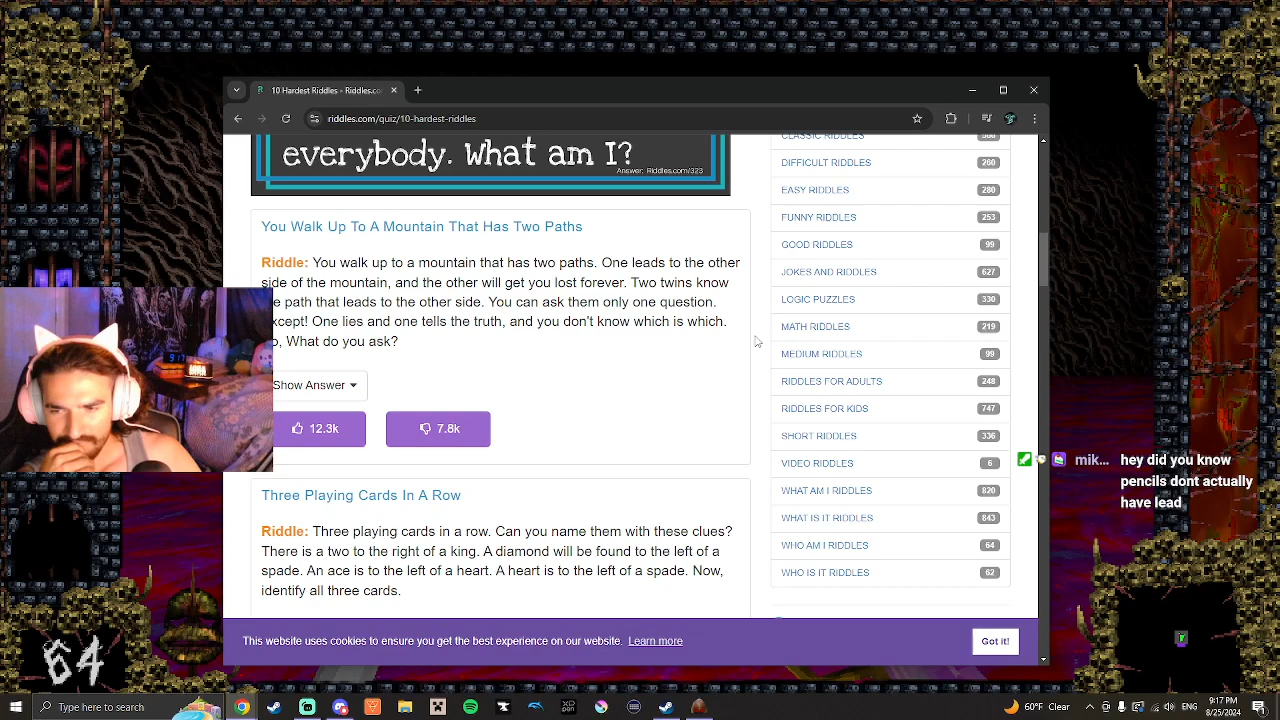 10 Hardest Riddles - Riddles.co
riddles.com/quiz/10-hardest-riddles
everybody. What am I?
Answer: Riddles.com/323
You Walk Up To A Mountain That Has Two Paths
Riddle: You walk up to a mountain that has two paths. One leads to the other
side of the mountain, and the other will get you lost forever. Two twins know
e path that leads to the other side. You can ask them only one question.
xcept! One lies and one tells the truth, and you don't know which is which.
o, What do you ask?
Show Answer
12.3k
7.8k
Three Playing Cards In A Row
Riddle: Three playing cards in a row. Can you name them with these clues?
There is a two to the right of a king. A diamond will be found to the left of a
spade. An ace is to the left of a heart. A heart is to the left of a spade. Now,
identify all three cards.
CLASSIC RIDDLES
DIFFICULT RIDDLES 260
EASY RIDDLES 280
FUNNY RIDDLES 253
GOOD RIDDLES 99
JOKES AND RIDDLES 627
LOGIC PUZZLES 330
MATH RIDDLES 219
MEDIUM RIDDLES 99
RIDDLES FOR ADULTS 248
RIDDLES FOR KIDS 747
SHORT RIDDLES 336
VIDEO RIDDLES 6
WHAT AM I RIDDLES 820
WHAT IS IT RIDDLES 843
WHO AM I RIDDLES 64
WHO IS IT RIDDLES 62
This website uses cookies to ensure you get the best experience on our website. Learn more
Got it!
mik... hey did you know
pencils dont actually
have lead
64
9:17
Type here to search
60°F Clear
9:17 PM
8/25/2024